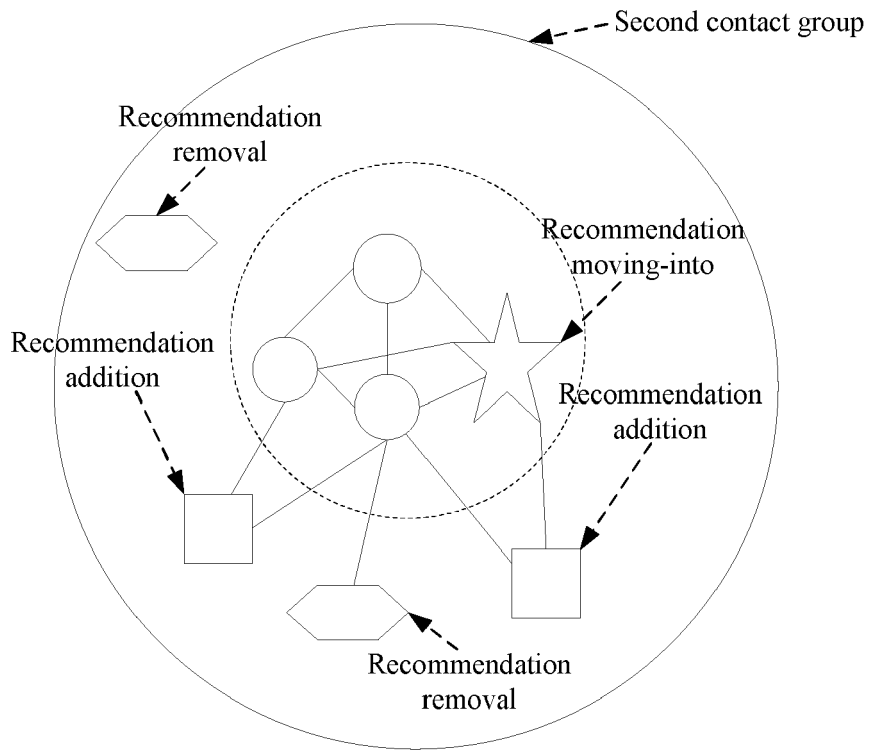 Second contact group
Recommendation
removal
Recommendation
moving-into
Recommendation
addition
Recommendation
addition
Recommendation
removal